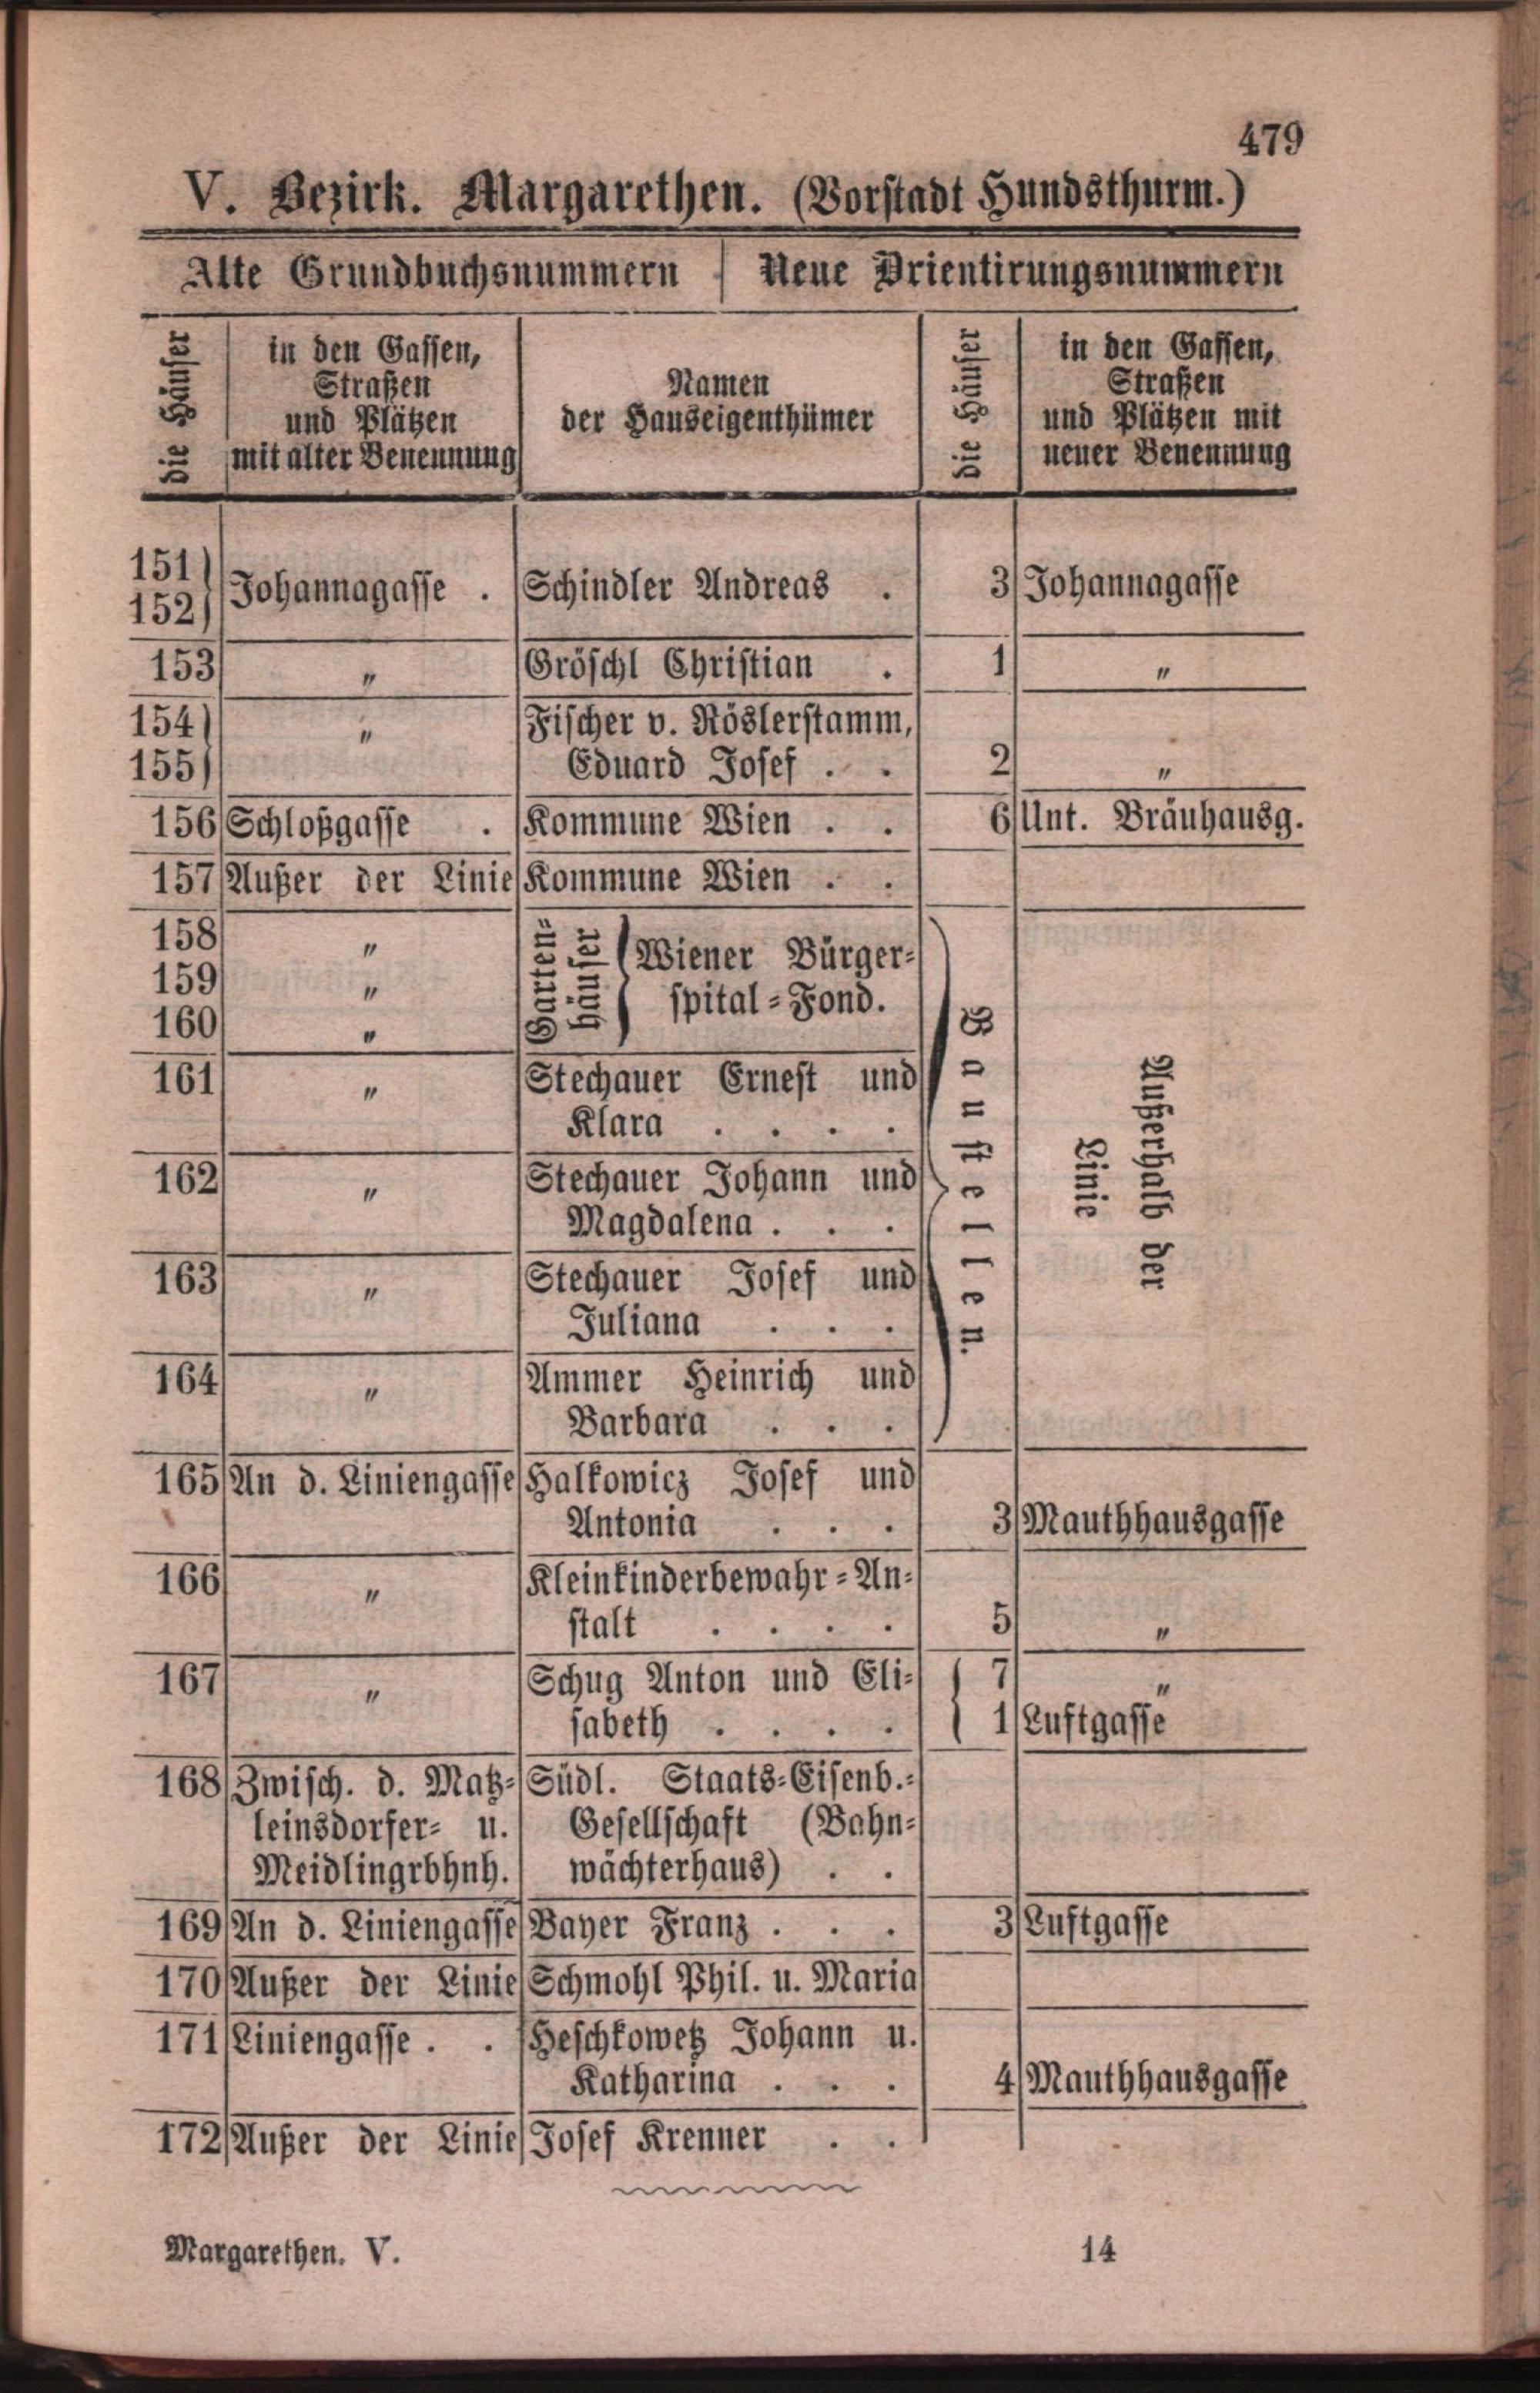 479
V. Bezirk. Margarethen. (Vorstadt Hundsthurm.)
Alte Grundbuchsnummern | Neue Orientirungsnummern
die Häuser | in den Gassen, Straßen und Plätzen mit alter Benennung | Namen der Hauseigenthümer | die Häuser | in den Gassen, Straßen und Plätzen mit neuer Benennung
151
152) Johannagasse . Schindler Andreas . 3 Johannagasse
153 „ Gröschl Christian . 1 „
154) „ Fischer v. Röslerstamm,
155) Eduard Josef . . 2 „
156 Schloßgasse . Kommune Wien . . 6 Unt. Bräuhausg.
157 Außer der Linie Kommune Wien . .
158 „ Garten-
159 „ häuser Wiener Bürger-
160 „ spital-Fond.
161 „ Stechauer Ernest und
Klara . . . .
162 „ Stechauer Johann und
Magdalena . . .
163 „ Stechauer Josef und
Juliana . . .
164 „ Ammer Heinrich und
Barbara . . .
Baustellen.
Außerhalb der
Linie
165 An d. Liniengasse Halkowicz Josef und
Antonia . . . 3 Mauthhausgasse
166 „ Kleinkinderbewahr-An-
stalt . . . . 5 „
167 „ Schug Anton und Eli- 7 „
sabeth . . . . 1 Luftgasse
168 Zwisch. d. Matz- Südl. Staats-Eisenb.-
leinsdorfer- u. Gesellschaft (Bahn-
Meidlingrbhnh. wächterhaus) . .
169 An d. Liniengasse Bayer Franz . . . 3 Luftgasse
170 Außer der Linie Schmohl Phil. u. Maria
171 Liniengasse . . Heschkowetz Johann u.
Katharina . . . 4 Mauthhausgasse
172 Außer der Linie Josef Krenner . .
Margarethen. V. 14